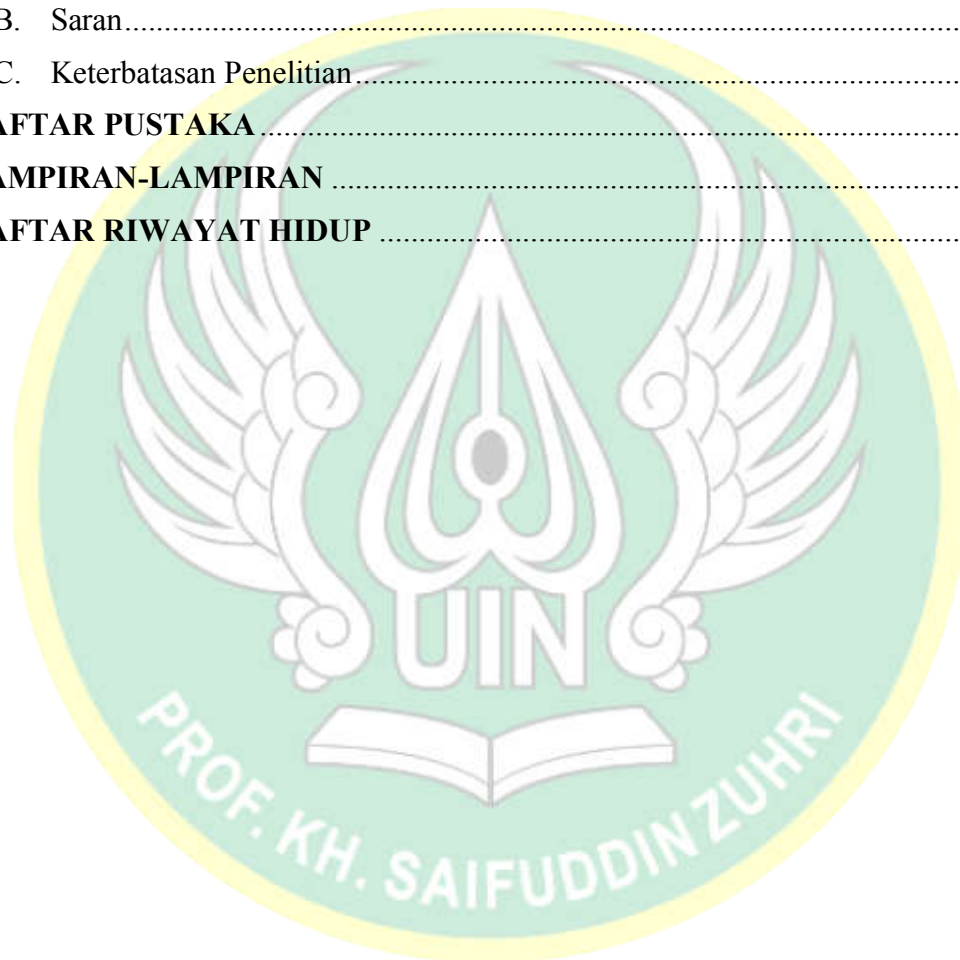 B. Saran........................................................................................................
C. Keterbatasan Penelitian..........................................................................
AFTAR PUSTAKA......................................................................................
AMPIRAN-LAMPIRAN.............................................................................
AFTAR RIWAYAT HIDUP.......................................................................
UIN
PROF. KH. SAIFUDDIN ZUHRI